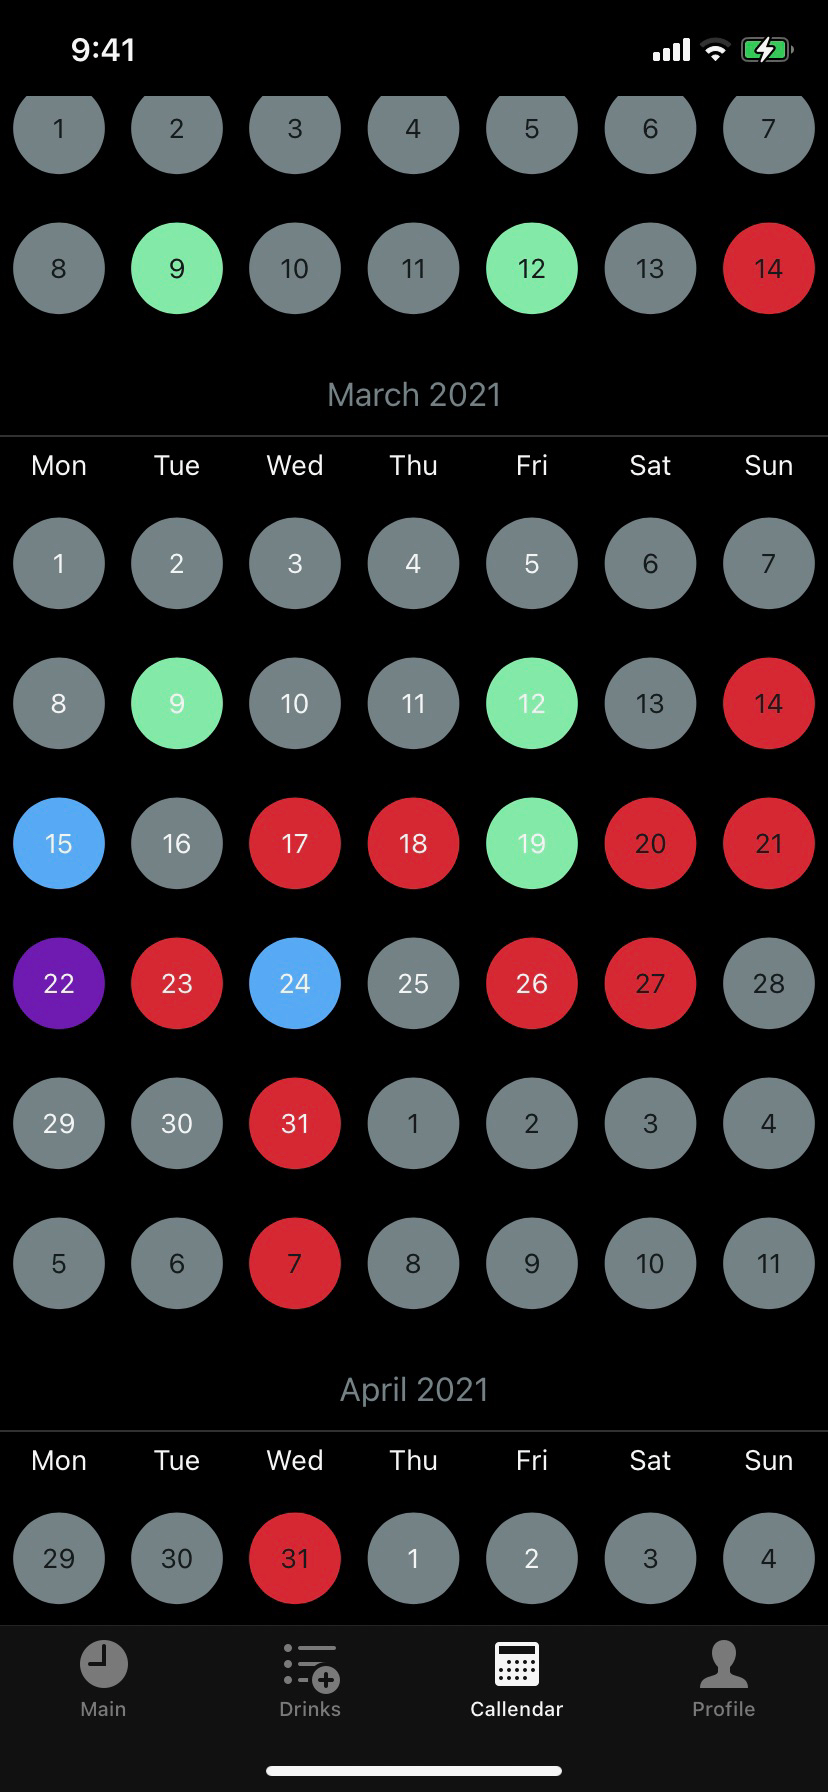 9:41
1 2 3 4 5 6 7
8 9 10 11 12 13 14
March 2021
Mon Tue Wed Thu Fri Sat Sun
1 2 3 4 5 6 7
8 9 10 11 12 13 14
15 16 17 18 19 20 21
22 23 24 25 26 27 28
29 30 31 1 2 3 4
5 6 7 8 9 10 11
April 2021
Mon Tue Wed Thu Fri Sat Sun
29 30 31 1 2 3 4
Main Drinks Callendar Profile